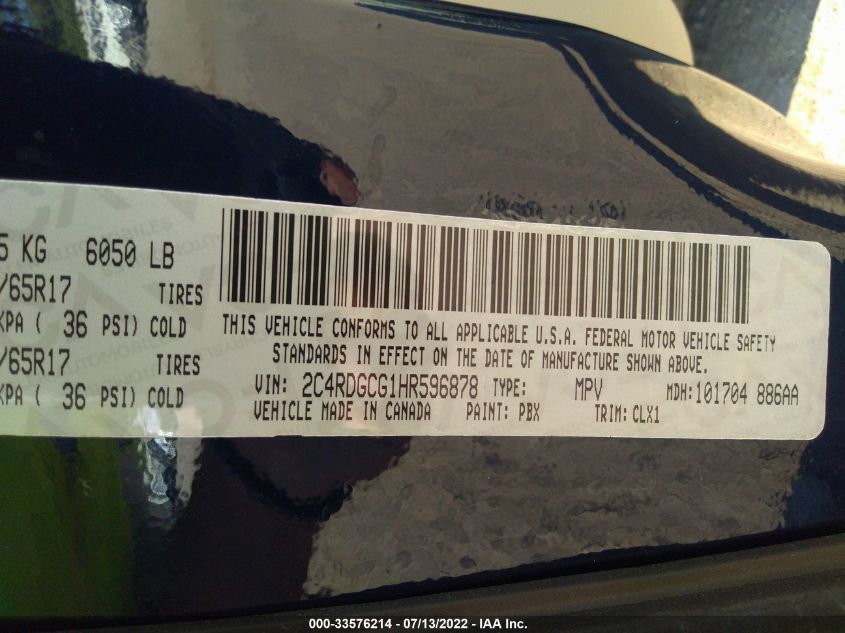 5 KG 6050 LB
/65R17 TIRES
KPA ( 36 PSI) COLD
/65R17 TIRES
KPA ( 36 PSI) COLD
THIS VEHICLE CONFORMS TO ALL APPLICABLE U.S.A. FEDERAL MOTOR VEHICLE SAFETY
STANDARDS IN EFFECT ON THE DATE OF MANUFACTURE SHOWN ABOVE.
VIN: 2C4RDGCG1HR596878 TYPE: MPV MDH:101704 886AA
VEHICLE MADE IN CANADA PAINT: PBX TRIM: CLX1
000-33576214 - 07/13/2022 - IAA Inc.